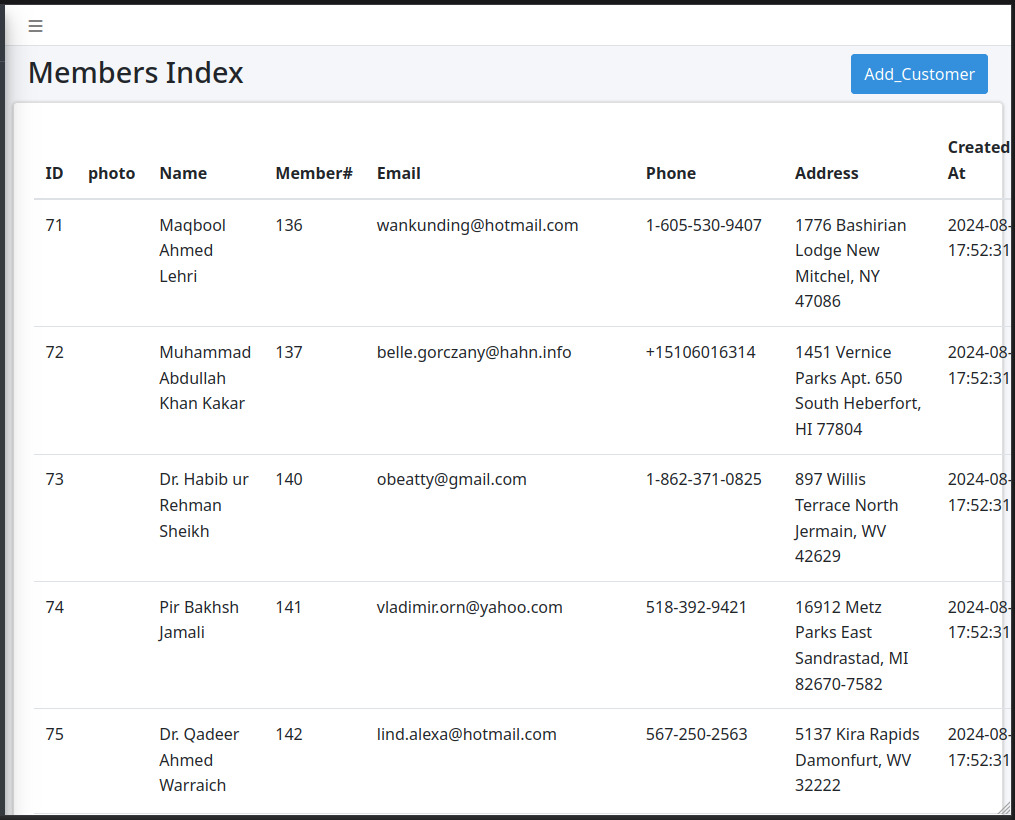 Members Index
Add_Customer
ID photo Name Member# Email Phone Address Created At
71 Maqbool Ahmed Lehri 136 wankunding@hotmail.com 1-605-530-9407 1776 Bashirian Lodge New Mitchel, NY 47086 2024-08- 17:52:31
72 Muhammad Abdullah Khan Kakar 137 belle.gorczany@hahn.info +15106016314 1451 Vernice Parks Apt. 650 South Heberfort, HI 77804 2024-08- 17:52:31
73 Dr. Habib ur Rehman Sheikh 140 obeatty@gmail.com 1-862-371-0825 897 Willis Terrace North Jermain, WV 42629 2024-08- 17:52:31
74 Pir Bakhsh Jamali 141 vladimir.orn@yahoo.com 518-392-9421 16912 Metz Parks East Sandrastad, MI 82670-7582 2024-08- 17:52:31
75 Dr. Qadeer Ahmed Warraich 142 lind.alexa@hotmail.com 567-250-2563 5137 Kira Rapids Damonfurt, WV 32222 2024-08- 17:52:31